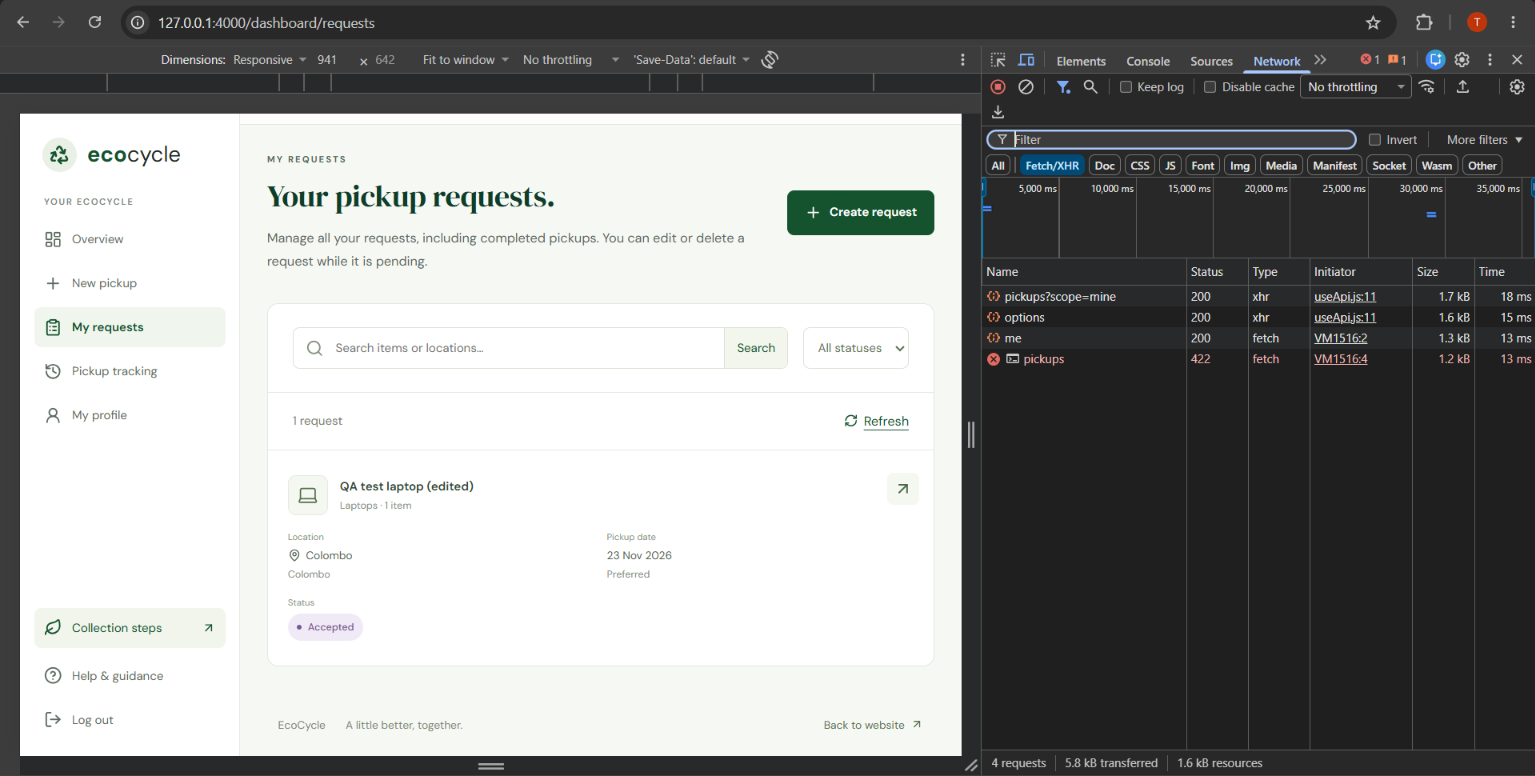 127.0.0.1:4000/dashboard/requests
T
Dimensions: Responsive 941 × 642 Fit to window No throttling 'Save-Data': default
Elements Console Sources Network 1 1
Keep log Disable cache No throttling
Filter Invert More filters
All Fetch/XHR Doc CSS JS Font Img Media Manifest Socket Wasm Other
5,000 ms 10,000 ms 15,000 ms 20,000 ms 25,000 ms 30,000 ms 35,000 ms
Name Status Type Initiator Size Time
pickups?scope=mine 200 xhr useApi.js:11 1.7 kB 18 ms
options 200 xhr useApi.js:11 1.6 kB 15 ms
me 200 fetch VM1516:2 1.3 kB 13 ms
pickups 422 fetch VM1516:4 1.2 kB 13 ms
4 requests 5.8 kB transferred 1.6 kB resources
ecocycle
YOUR ECOCYCLE
Overview
New pickup
My requests
Pickup tracking
My profile
Collection steps
Help & guidance
Log out
MY REQUESTS
Your pickup requests.
Create request
Manage all your requests, including completed pickups. You can edit or delete a
request while it is pending.
Search items or locations... Search All statuses
1 request Refresh
QA test laptop (edited)
Laptops · 1 item
Location Pickup date
Colombo 23 Nov 2026
Colombo Preferred
Status
Accepted
EcoCycle A little better, together. Back to website